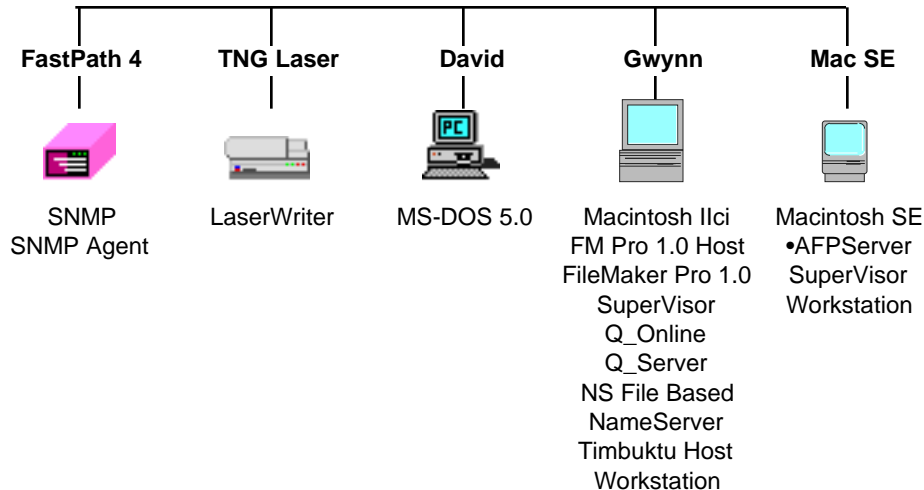 FastPath 4
TNG Laser
David
Gwynn
Mac SE
PC
SNMP
SNMP Agent
LaserWriter
MS-DOS 5.0
Macintosh IIci
FM Pro 1.0 Host
FileMaker Pro 1.0
SuperVisor
Q_Online
Q_Server
NS File Based
NameServer
Timbuktu Host
Workstation
Macintosh SE
•AFPServer
SuperVisor
Workstation